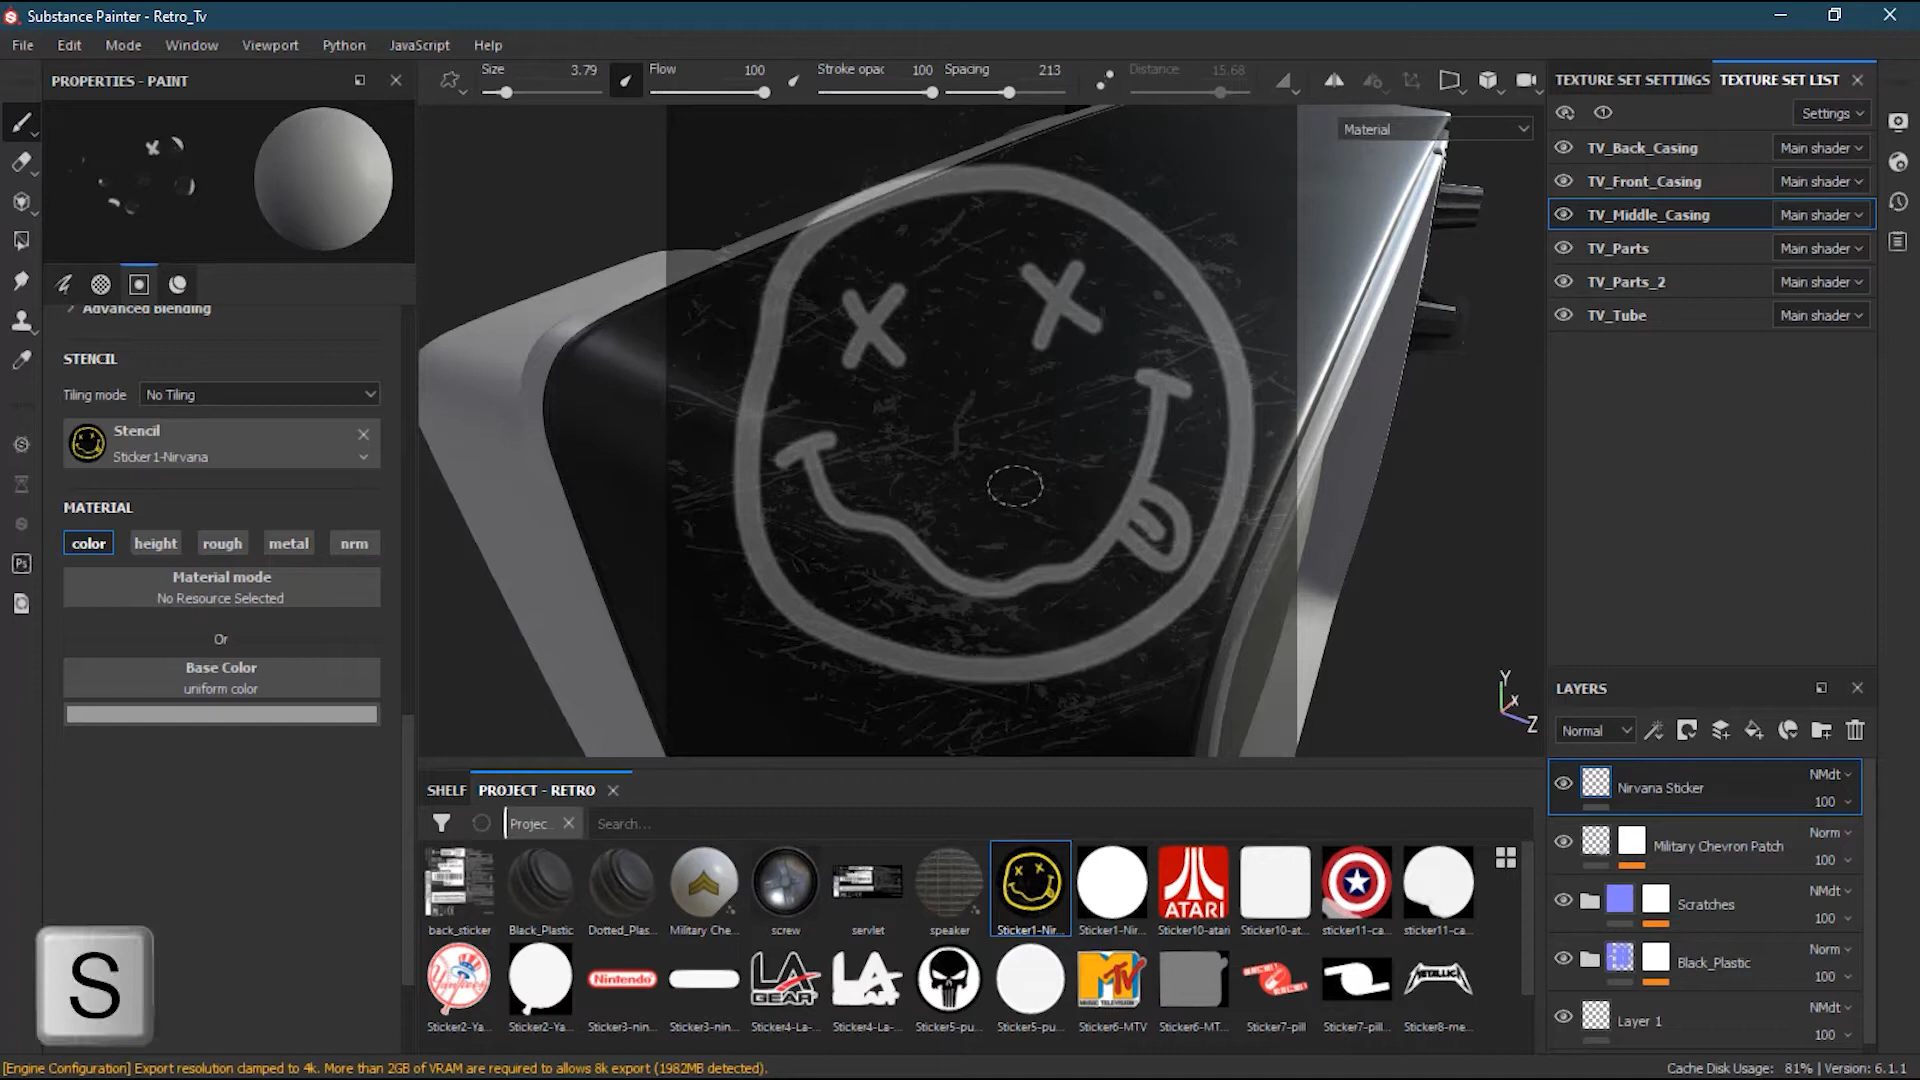 Substance Painter - Retro_Tv
File Edit Mode Window Viewport Python JavaScript Help
PROPERTIES - PAINT
Size 3.79 Flow 100 Stroke opac 100 Spacing 213 Distance 15.68
TEXTURE SET SETTINGS TEXTURE SET LIST
Settings
Material
TV_Back_Casing Main shader
TV_Front_Casing Main shader
TV_Middle_Casing Main shader
TV_Parts Main shader
TV_Parts_2 Main shader
TV_Tube Main shader
Advanced Blending
STENCIL
Tiling mode No Tiling
Stencil
Sticker1-Nirvana
MATERIAL
color height rough metal nrm
Material mode
No Resource Selected
Or
Base Color
uniform color
Ps
Y
X
Z
LAYERS
Normal
Nirvana Sticker NMdt 100
Military Chevron Patch Norm 100
Scratches NMdt 100
Black_Plastic Norm 100
Layer 1 NMdt 100
SHELF PROJECT - RETRO
Projec... Search...
ATARI
back_sticker Black_Plastic Dotted_Plas... Military Che... screw servlet speaker Sticker1-Nir... Sticker1-Nir... Sticker10-atari Sticker10-at... sticker11-ca... sticker11-ca...
Yankees
Nintendo
LA GEAR
LA GEAR
MTV
MUSIC TELEVISION
METALLICA
Sticker2-Ya... Sticker2-Ya... Sticker3-nin... Sticker3-nin... Sticker4-La-... Sticker4-La-... Sticker5-pu... Sticker5-pu... Sticker6-MTV Sticker6-MT... Sticker7-pill Sticker7-pill... Sticker8-me...
S
[Engine Configuration] Export resolution clamped to 4k. More than 2GB of VRAM are required to allows 8k export (1982MB detected).
Cache Disk Usage: 81% | Version: 6.1.1